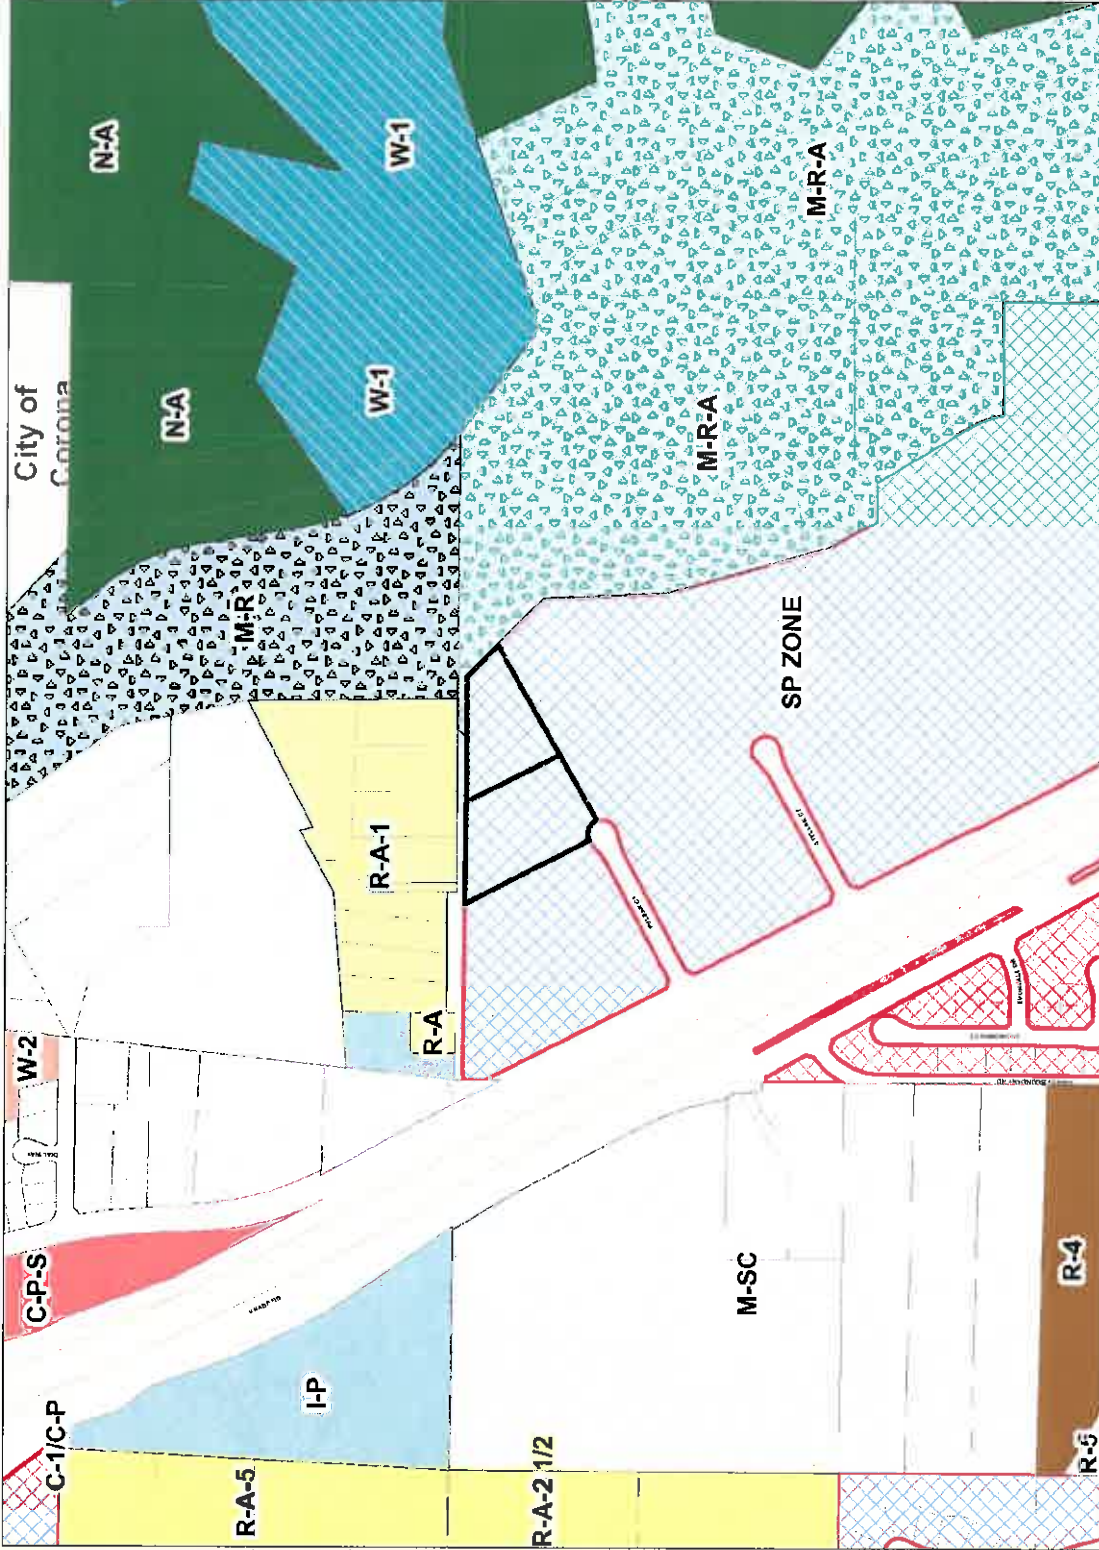 C-1/C-P
C-P-S
W-2
City of
Corona
N-A
N-A
M-R
W-1
W-1
R-A-5
I-P
R-A
R-A-1
R-A-2 1/2
M-SC
SP ZONE
M-R-A
M-R-A
R-5
R-4